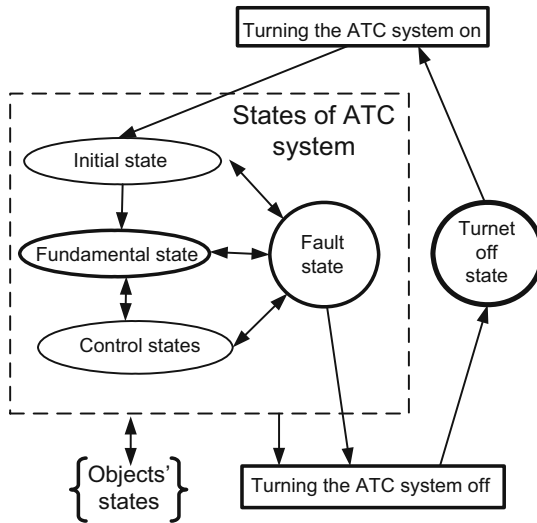 Turning the ATC system on
States of ATC
system
Initial state
Fundamental state
Control states
Fault
state
Turnet
off
state
{Objects'
states}
Turning the ATC system off